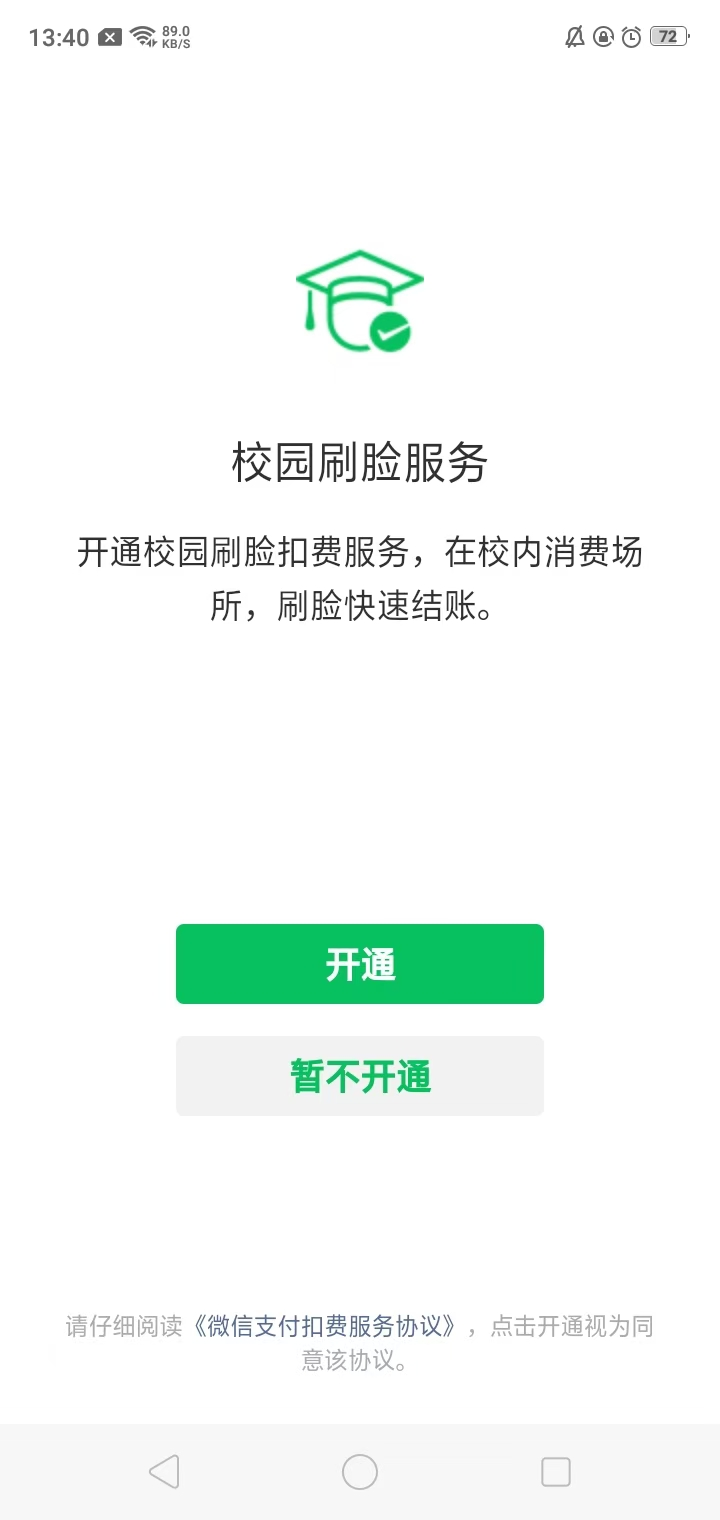 13:40
89.0
KB/S
72
校园刷脸服务
开通校园刷脸扣费服务，在校内消费场
所，刷脸快速结账。
开通
暂不开通
请仔细阅读《微信支付扣费服务协议》，点击开通视为同
意该协议。